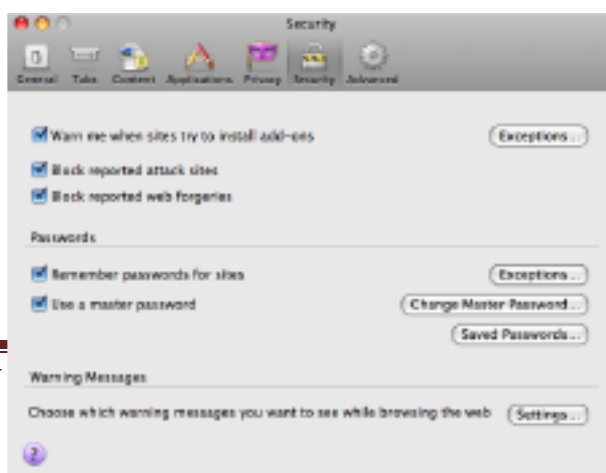 Security
General Tabs Content Applications Privacy Security Advanced
Warn me when sites try to install add-ons Exceptions...
Block reported attack sites
Block reported web forgeries
Passwords
Remember passwords for sites Exceptions...
Use a master password Change Master Password...
Saved Passwords...
Warning Messages
Choose which warning messages you want to see while browsing the web Settings...
?